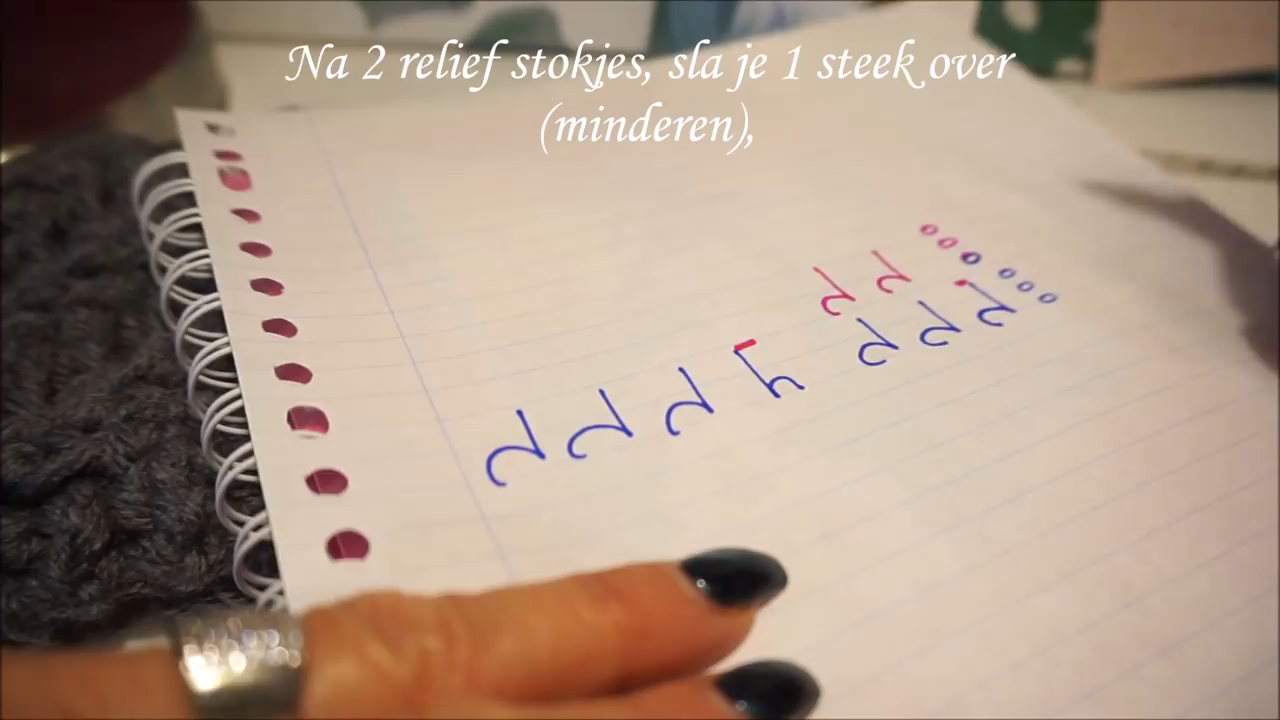 Na 2 relief stokjes, sla je 1 steek over
(minderen),